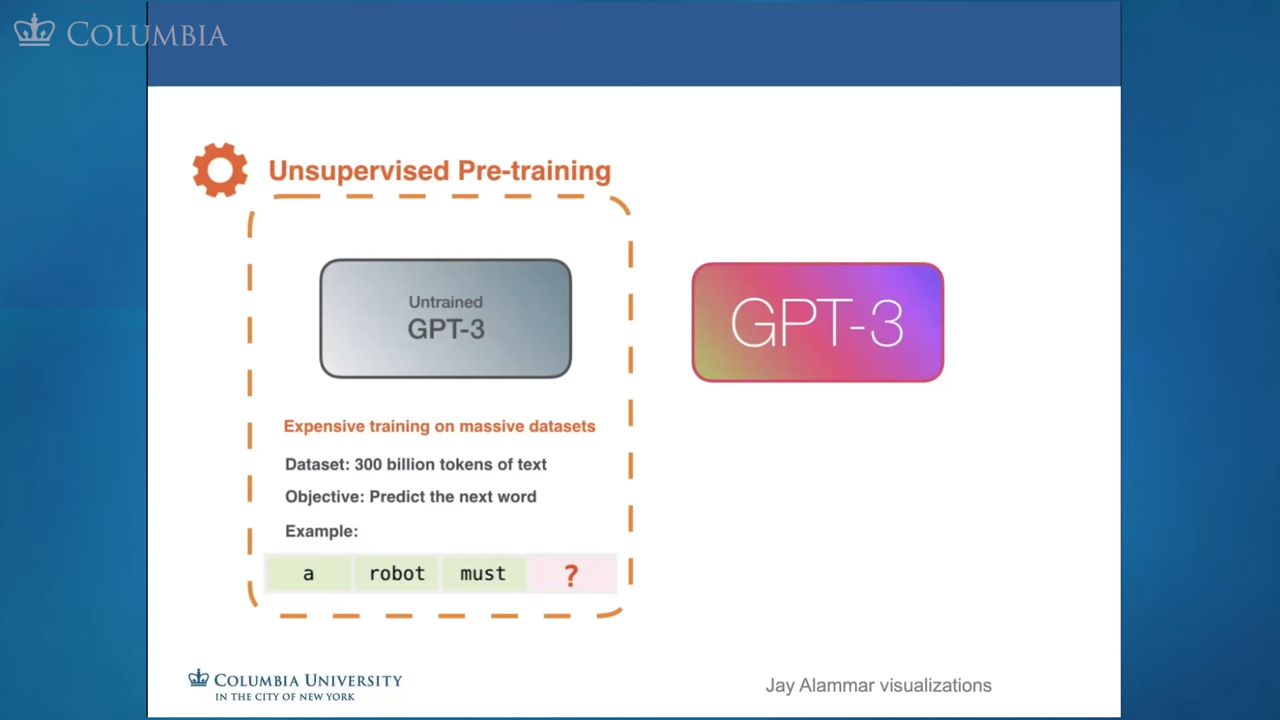 COLUMBIA
Unsupervised Pre-training
Untrained
GPT-3
GPT-3
Expensive training on massive datasets
Dataset: 300 billion tokens of text
Objective: Predict the next word
Example:
a robot must ?
COLUMBIA UNIVERSITY
IN THE CITY OF NEW YORK
Jay Alammar visualizations